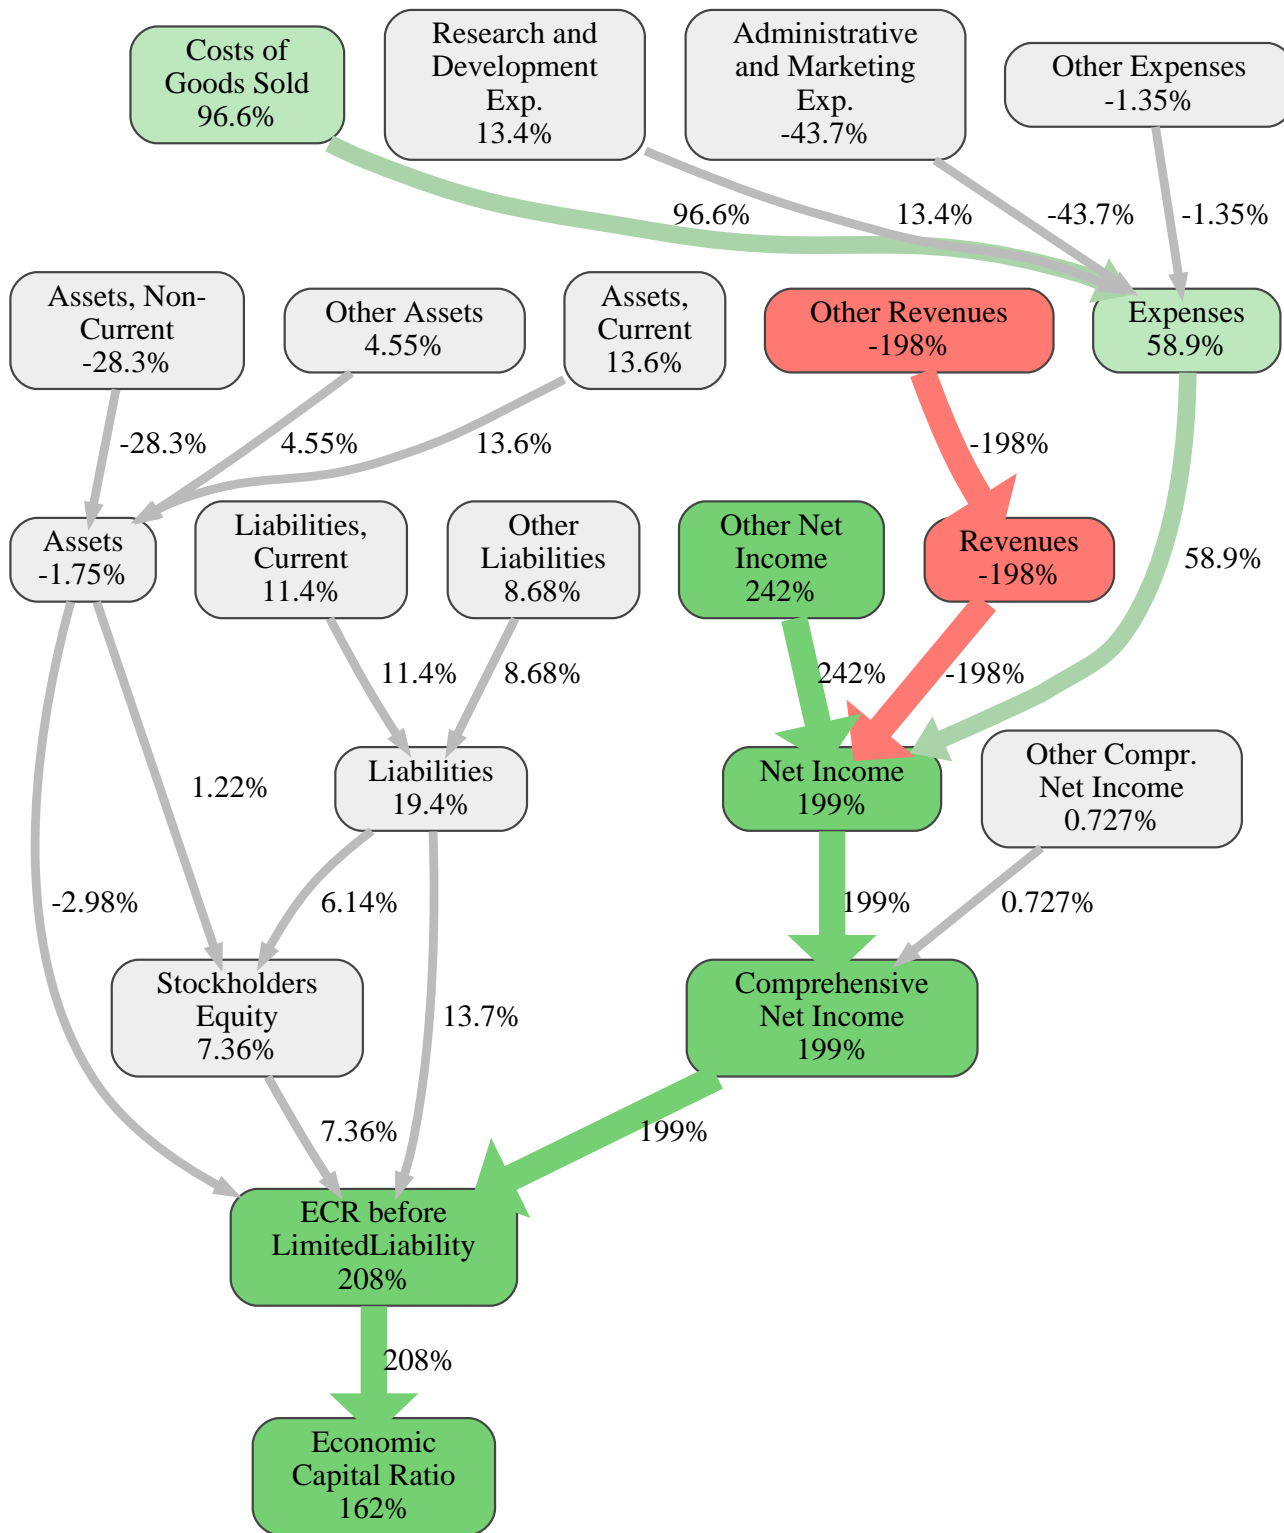 Costs of
Goods Sold
96.6%
Research and
Development
Exp.
13.4%
Administrative
and Marketing
Exp.
-43.7%
Other Expenses
-1.35%
96.6%
13.4%
-43.7%
-1.35%
Assets, Non-
Current
-28.3%
Other Assets
4.55%
Assets,
Current
13.6%
Other Revenues
-198%
Expenses
58.9%
-28.3%
4.55%
13.6%
-198%
Assets
-1.75%
Liabilities,
Current
11.4%
Other
Liabilities
8.68%
Other Net
Income
242%
Revenues
-198%
58.9%
11.4%
8.68%
242%
-198%
1.22%
Liabilities
19.4%
Net Income
199%
Other Compr.
Net Income
0.727%
-2.98%
6.14%
199%
0.727%
Stockholders
Equity
7.36%
13.7%
Comprehensive
Net Income
199%
7.36%
199%
ECR before
LimitedLiability
208%
208%
Economic
Capital Ratio
162%